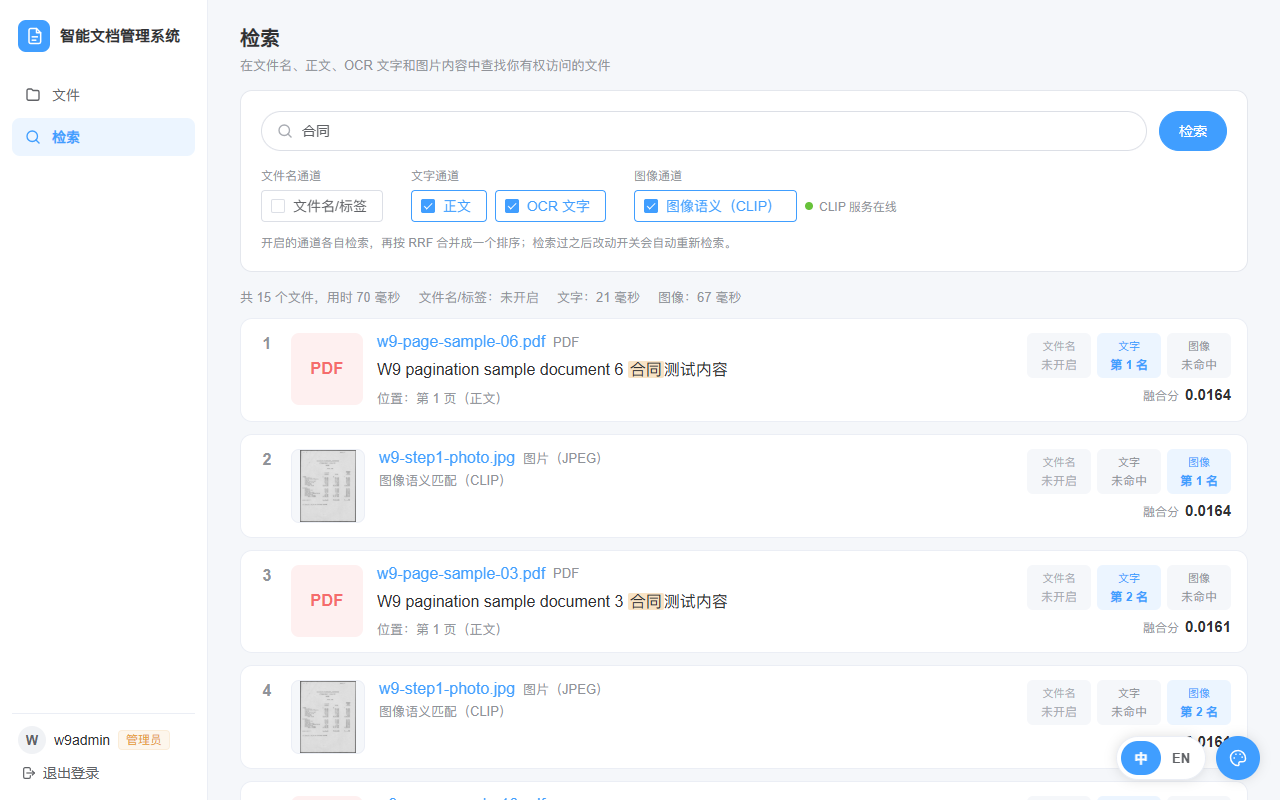 智能文档管理系统
文件
检索
W w9admin 管理员
退出登录
检索
在文件名、正文、OCR 文字和图片内容中查找你有权访问的文件
合同 检索
文件名通道 文字通道 图像通道
文件名/标签 正文 OCR 文字 图像语义（CLIP） CLIP 服务在线
开启的通道各自检索，再按 RRF 合并成一个排序；检索过之后改动开关会自动重新检索。
共 15 个文件，用时 70 毫秒 文件名/标签：未开启 文字：21 毫秒 图像：67 毫秒
1 PDF w9-page-sample-06.pdf PDF
W9 pagination sample document 6 合同测试内容
位置：第 1 页（正文）
文件名 文字 图像
未开启 第 1 名 未命中
融合分 0.0164
2 w9-step1-photo.jpg 图片（JPEG）
图像语义匹配（CLIP）
文件名 文字 图像
未开启 未命中 第 1 名
融合分 0.0164
3 PDF w9-page-sample-03.pdf PDF
W9 pagination sample document 3 合同测试内容
位置：第 1 页（正文）
文件名 文字 图像
未开启 第 2 名 未命中
融合分 0.0161
4 w9-step1-photo.jpg 图片（JPEG）
图像语义匹配（CLIP）
文件名 文字 图像
未开启 未命中 第 2 名
中 EN